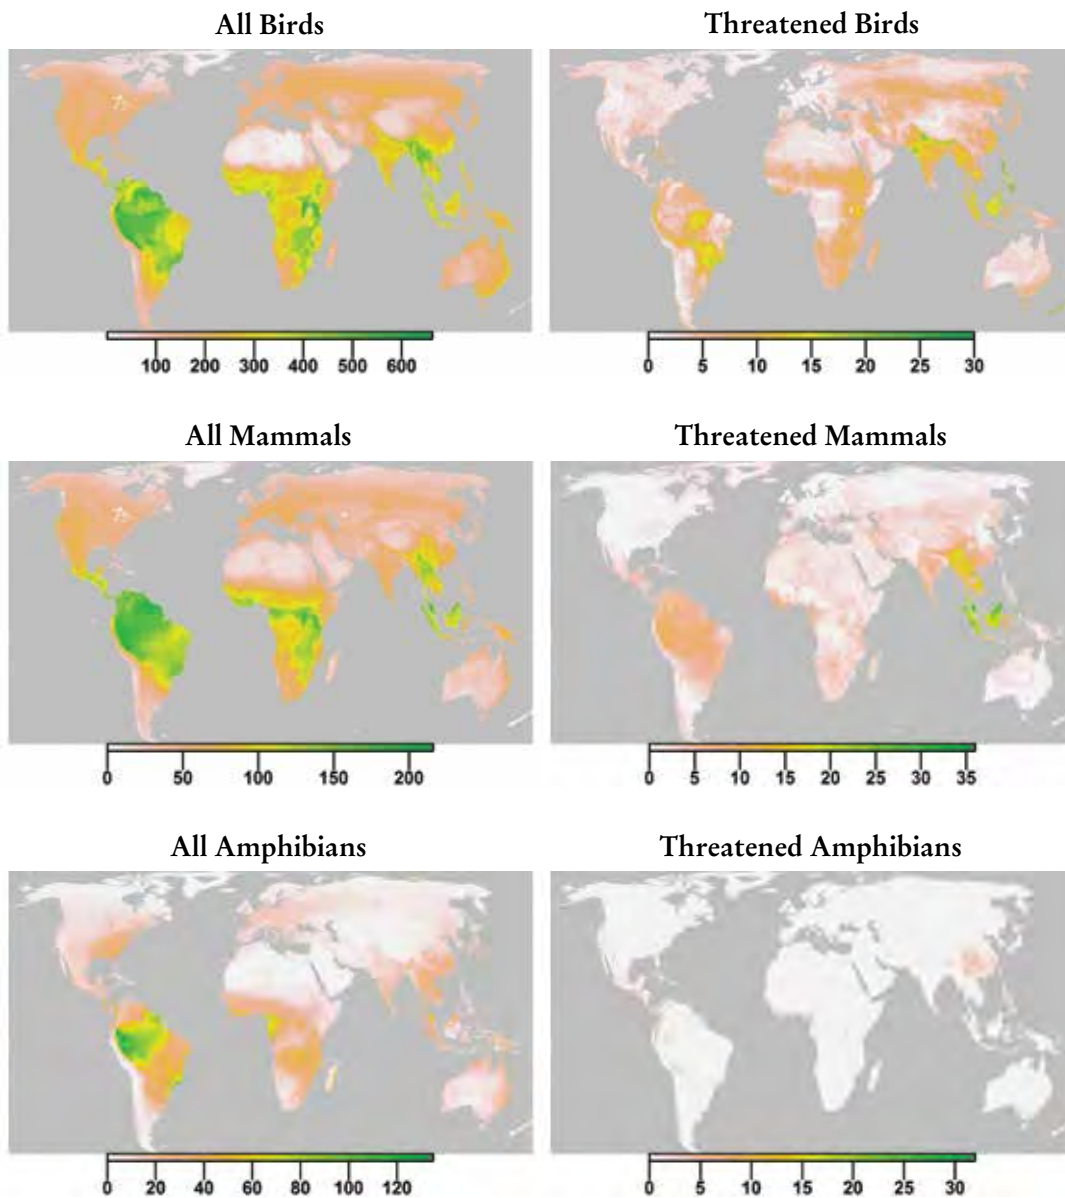 All Birds
Threatened Birds
100 200 300 400 500 600
0 5 10 15 20 25 30
All Mammals
Threatened Mammals
0 50 100 150 200
0 5 10 15 20 25 30 35
All Amphibians
Threatened Amphibians
0 20 40 60 80 100 120
0 5 10 15 20 25 30